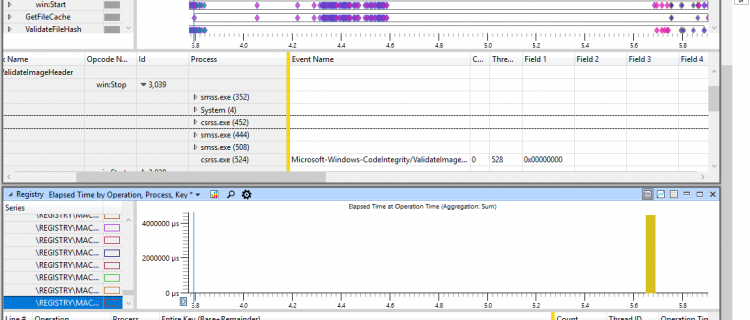 win:Start
GetFileCache
ValidateFileHash
3.8 4.0 4.2 4.4 4.6 4.8 5.0 5.2 5.4 5.6 5.8
Name Opcode N... Id Process Event Name C... Thre... Field 1 Field 2 Field 3 Field 4
ValidateImageHeader
win:Stop 3,039
smss.exe (352)
System (4)
csrss.exe (452)
smss.exe (444)
smss.exe (508)
csrss.exe (524) Microsoft-Windows-CodeIntegrity/ValidateImage... 0 528 0x00000000
Registry Elapsed Time by Operation, Process, Key *
Series
Elapsed Time at Operation Time (Aggregation: Sum)
\REGISTRY\MAC...
\REGISTRY\MAC...
\REGISTRY\MAC...
\REGISTRY\MAC...
\REGISTRY\MAC...
\REGISTRY\MAC...
\REGISTRY\MAC...
\REGISTRY\MAC...
4000000 µs
2000000 µs
0 µs
3.8 4.0 4.2 4.4 4.6 4.8 5.0 5.2 5.4 5.6 5.8
Line # Operation Process Entire Key (Base+Remainder) Count Thread ID Operation Tim